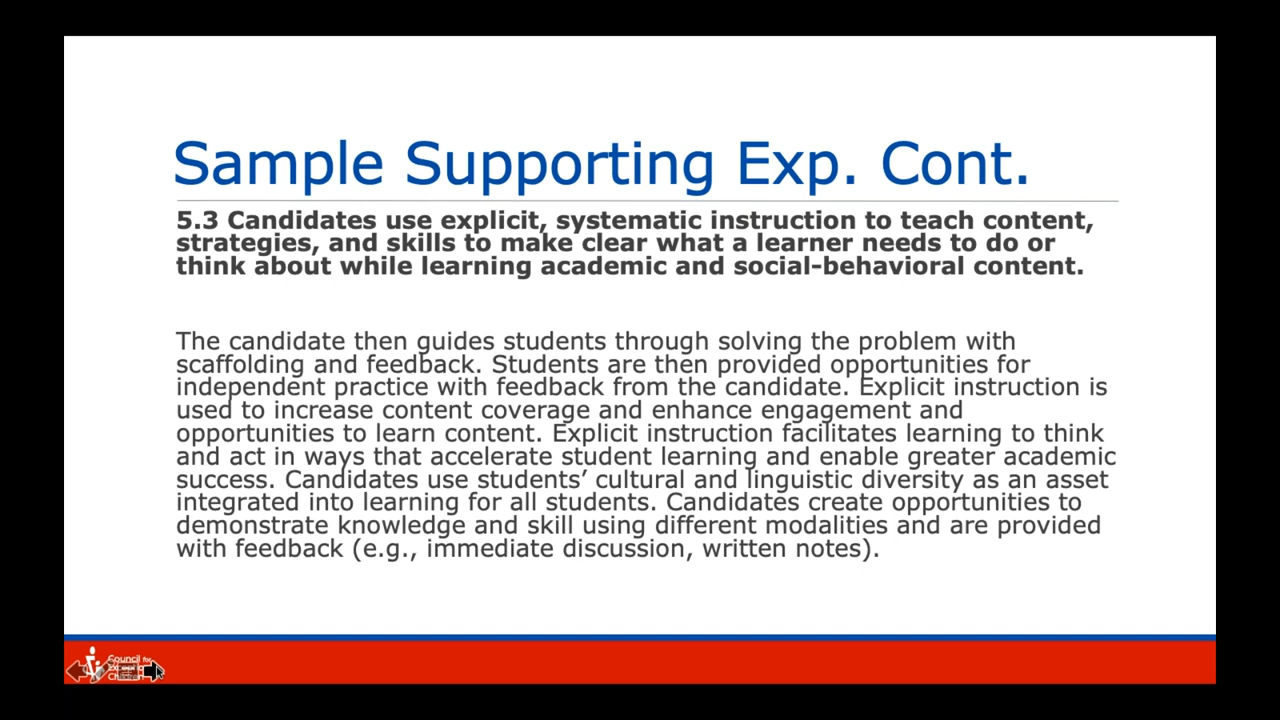 Sample Supporting Exp. Cont.
5.3 Candidates use explicit, systematic instruction to teach content,
strategies, and skills to make clear what a learner needs to do or
think about while learning academic and social-behavioral content.
The candidate then guides students through solving the problem with
scaffolding and feedback. Students are then provided opportunities for
independent practice with feedback from the candidate. Explicit instruction is
used to increase content coverage and enhance engagement and
opportunities to learn content. Explicit instruction facilitates learning to think
and act in ways that accelerate student learning and enable greater academic
success. Candidates use students’ cultural and linguistic diversity as an asset
integrated into learning for all students. Candidates create opportunities to
demonstrate knowledge and skill using different modalities and are provided
with feedback (e.g., immediate discussion, written notes).
Council for
Children